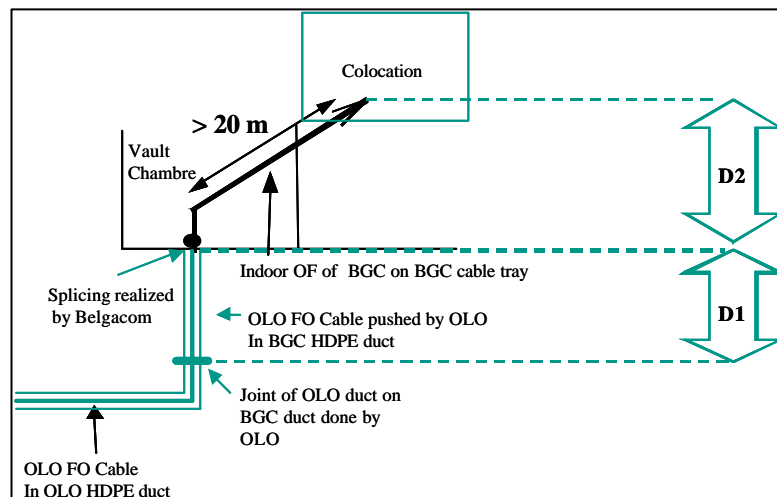 Colocation
> 20 m
Vault
Chambre
D2
Indoor OF of BGC on BGC cable tray
Splicing realized
by Belgacom
OLO FO Cable pushed by OLO
In BGC HDPE duct
D1
Joint of OLO duct on
BGC duct done by
OLO
OLO FO Cable
In OLO HDPE duct